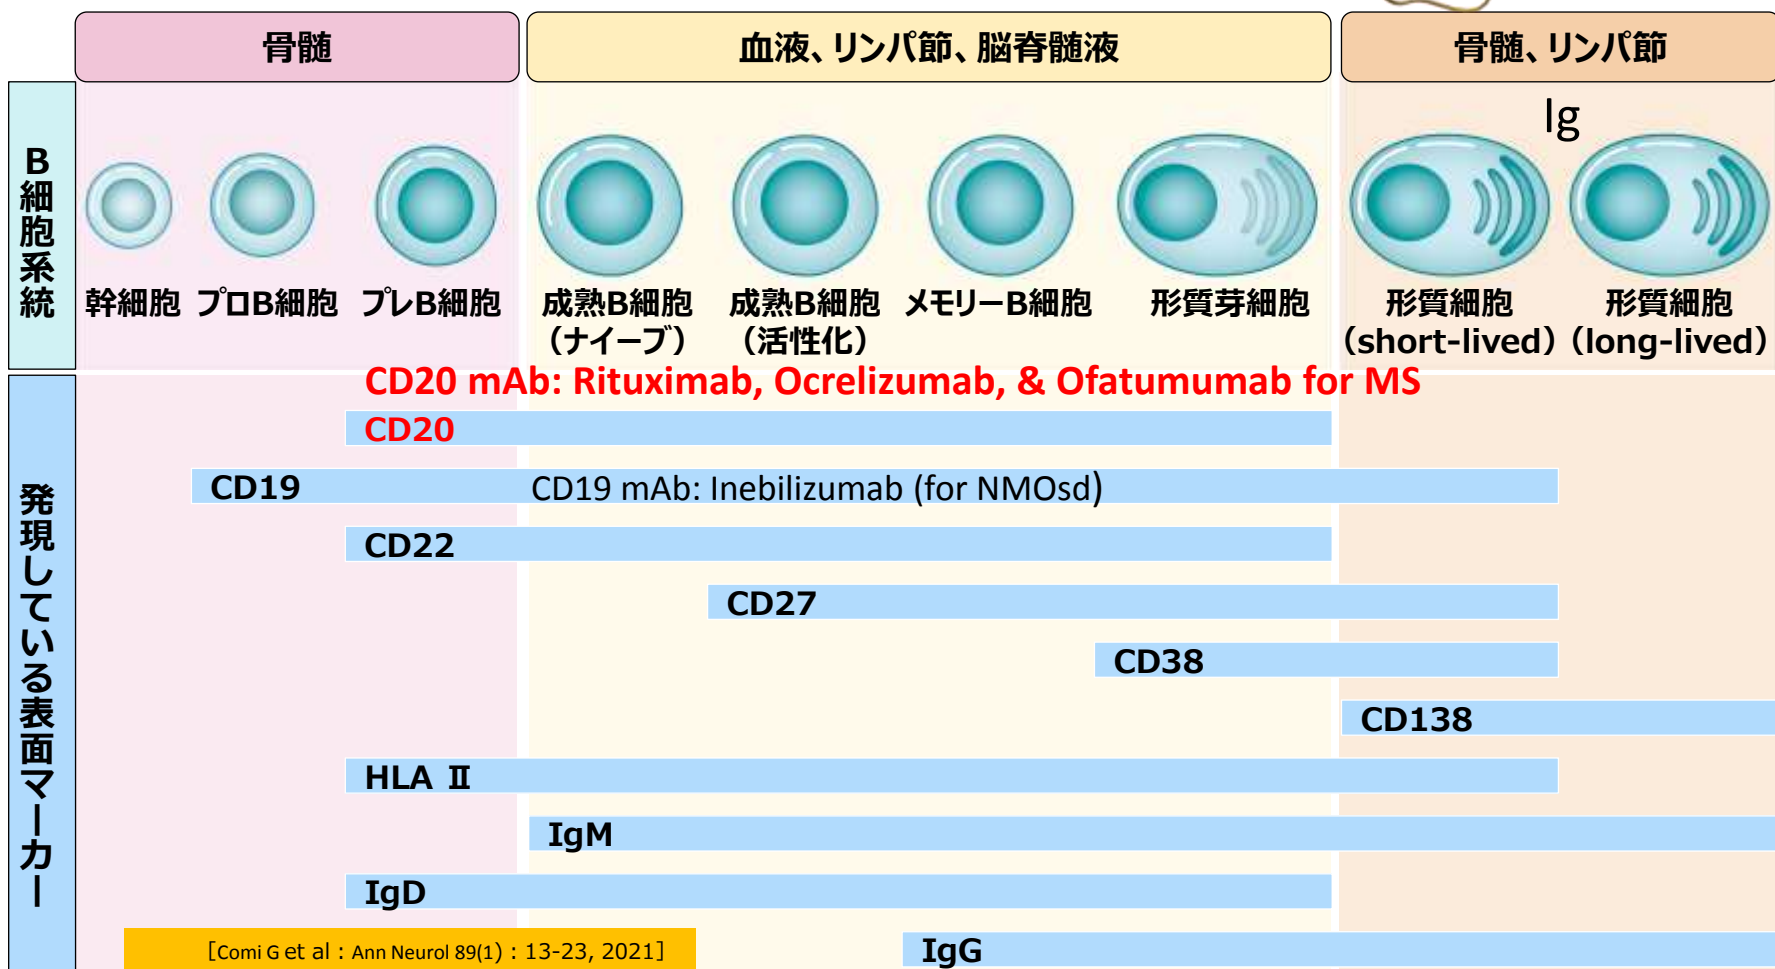 骨髄
血液、リンパ節、脳脊髄液
骨髄、リンパ節
B細胞系統
Ig
幹細胞
プロB細胞
プレB細胞
成熟B細胞
（ナイーブ）
成熟B細胞
（活性化）
メモリーB細胞
形質芽細胞
形質細胞
（short-lived）
形質細胞
（long-lived）
CD20 mAb: Rituximab, Ocrelizumab, & Ofatumumab for MS
発現している表面マーカー
CD20
CD19
CD19 mAb: Inebilizumab (for NMOsd)
CD22
CD27
CD38
CD138
HLA Ⅱ
IgM
IgD
IgG
［Comi G et al：Ann Neurol 89(1)：13-23, 2021］